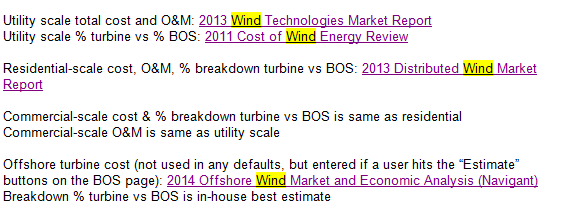 Utility scale total cost and O&M: 2013 Wind Technologies Market Report
Utility scale % turbine vs % BOS: 2011 Cost of Wind Energy Review
Residential-scale cost, O&M, % breakdown turbine vs BOS: 2013 Distributed Wind Market
Report
Commercial-scale cost & % breakdown turbine vs BOS is same as residential
Commercial-scale O&M is same as utility scale
Offshore turbine cost (not used in any defaults, but entered if a user hits the “Estimate”
buttons on the BOS page): 2014 Offshore Wind Market and Economic Analysis (Navigant)
Breakdown % turbine vs BOS is in-house best estimate